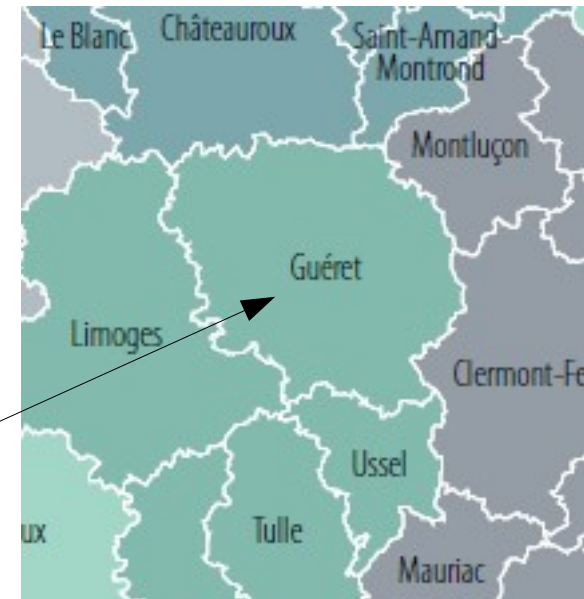 Le Blanc
Châteauroux
Saint-Amand-
Montrond
Montluçon
Guéret
Limoges
Clermont-Fe
Ussel
ux
Tulle
Mauriac